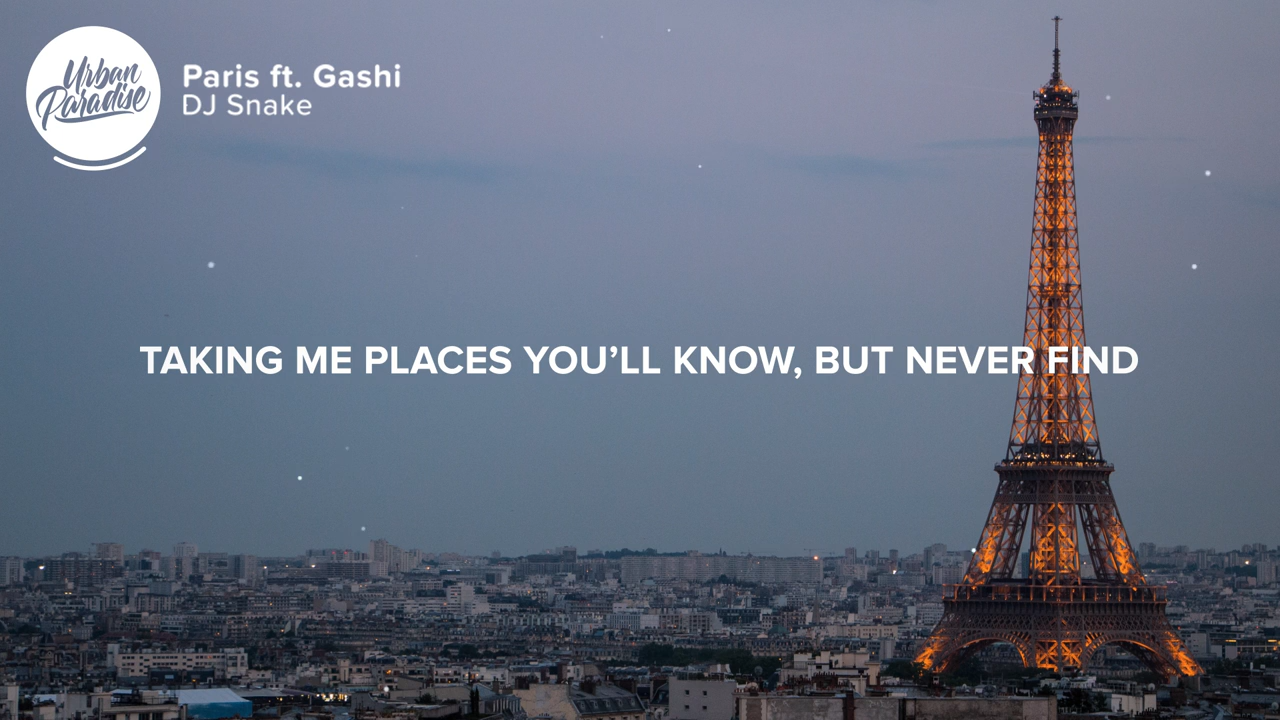 Urban
Paradise
Paris ft. Gashi
DJ Snake
TAKING ME PLACES YOU’LL KNOW, BUT NEVER FIND